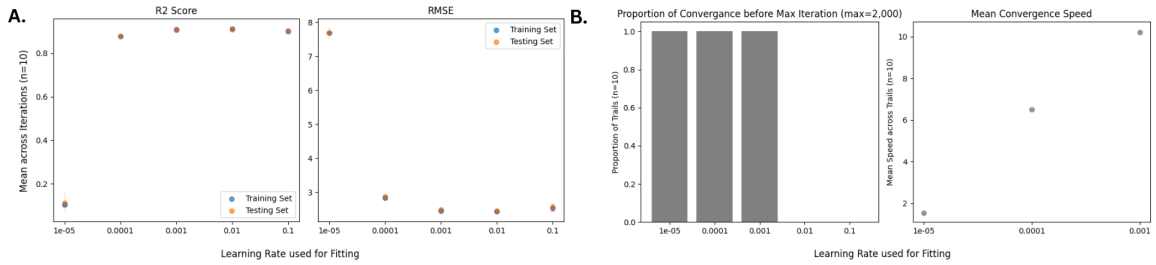 A.
R2 Score
Mean across Iterations (n=10)
0.8
0.6
0.4
0.2
Training Set
Testing Set
1e-05 0.0001 0.001 0.01 0.1
RMSE
8
7
6
5
4
3
Training Set
Testing Set
1e-05 0.0001 0.001 0.01 0.1
Learning Rate used for Fitting
B.
Proportion of Convergance before Max Iteration (max=2,000)
Proportion of Trails (n=10)
1.0
0.8
0.6
0.4
0.2
0.0
1e-05 0.0001 0.001 0.01 0.1
Mean Convergence Speed
Mean Speed across Trails (n=10)
10
8
6
4
2
1e-05 0.0001 0.001
Learning Rate used for Fitting